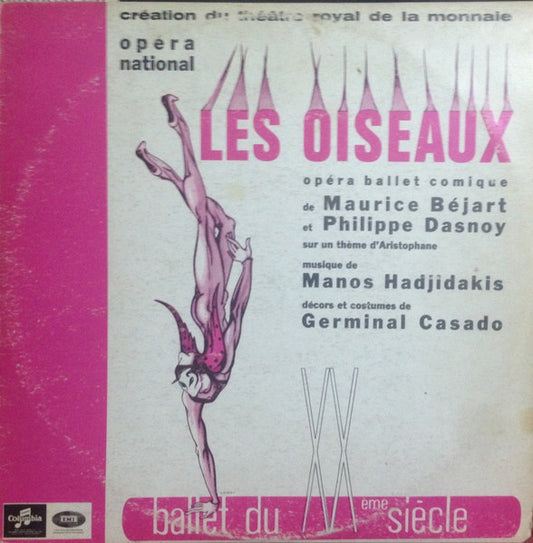 création du théâtre royal de la monnaie
opéra
national
LES OISEAUX
opéra ballet comique
de Maurice Béjart
et Philippe Dasnoy
sur un thème d'Aristophane
musique de
Manos Hadjidakis
décors et costumes de
Germinal Casado
ballet du XXème siècle
Columbia
EMI